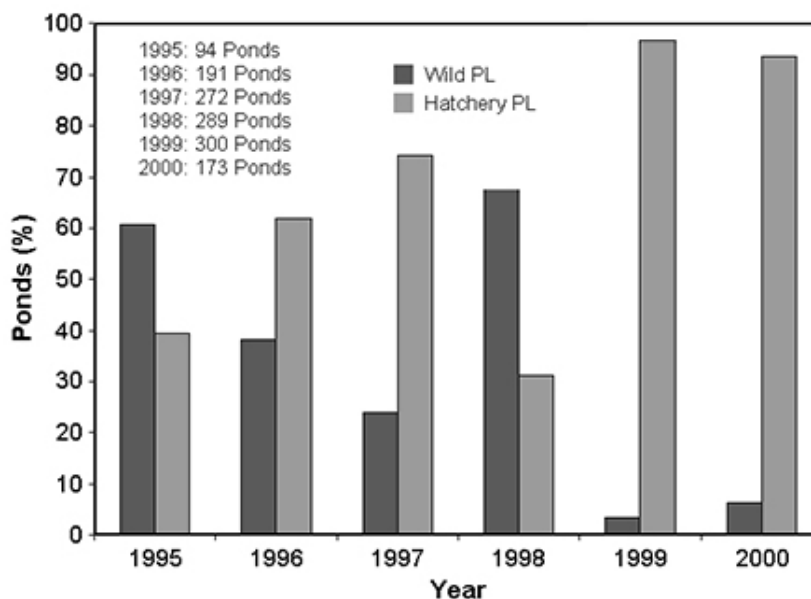 100
90
80
70
60
50
40
30
20
10
0
Ponds (%)
1995: 94 Ponds
1996: 191 Ponds
1997: 272 Ponds
1998: 289 Ponds
1999: 300 Ponds
2000: 173 Ponds
Wild PL
Hatchery PL
1995 1996 1997 1998 1999 2000
Year